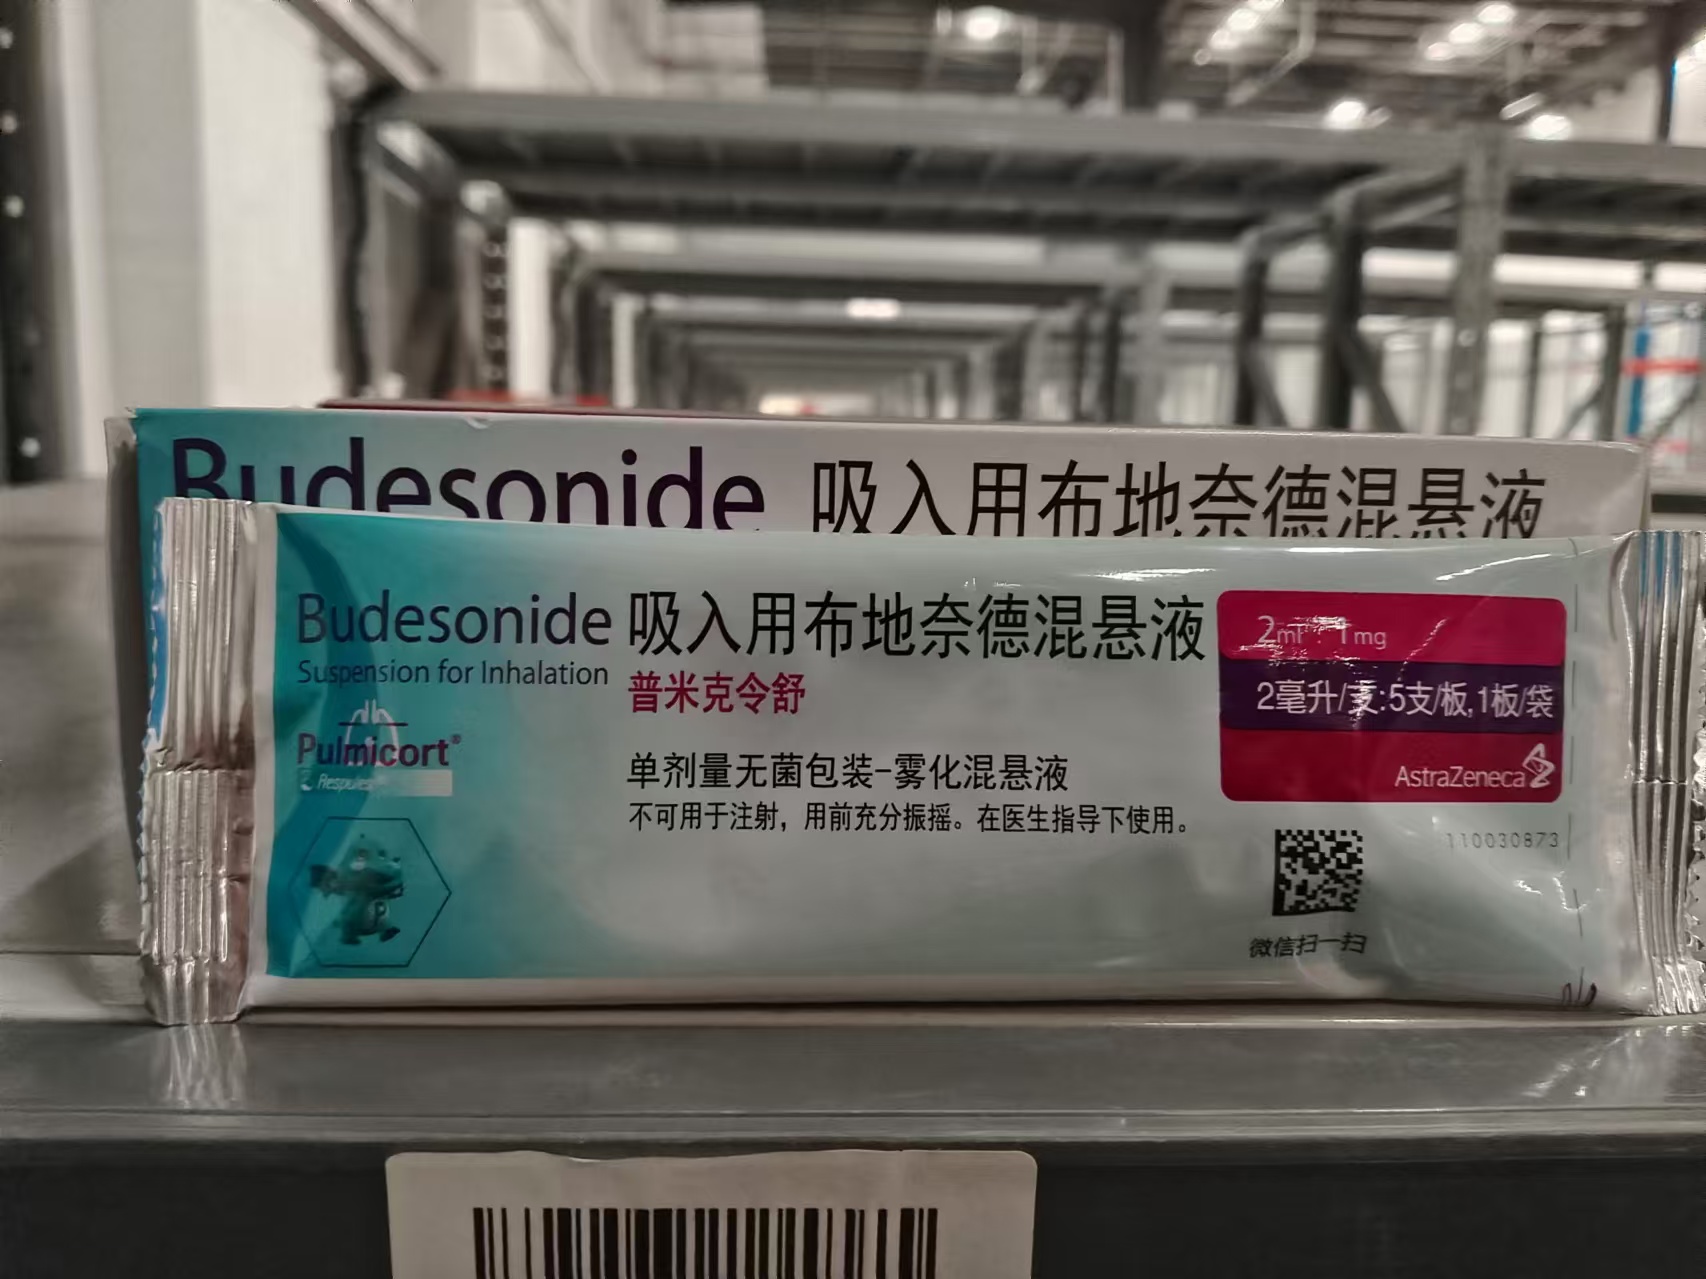 Budesonide 吸入用布地奈德混悬液
Budesonide 吸入用布地奈德混悬液
Suspension for Inhalation
普米克令舒
Pulmicort®
Respules
单剂量无菌包装-雾化混悬液
不可用于注射，用前充分振摇。在医生指导下使用。
2ml : 1mg
2毫升/支:5支/板,1板/袋
AstraZeneca
110030873
微信扫一扫
P